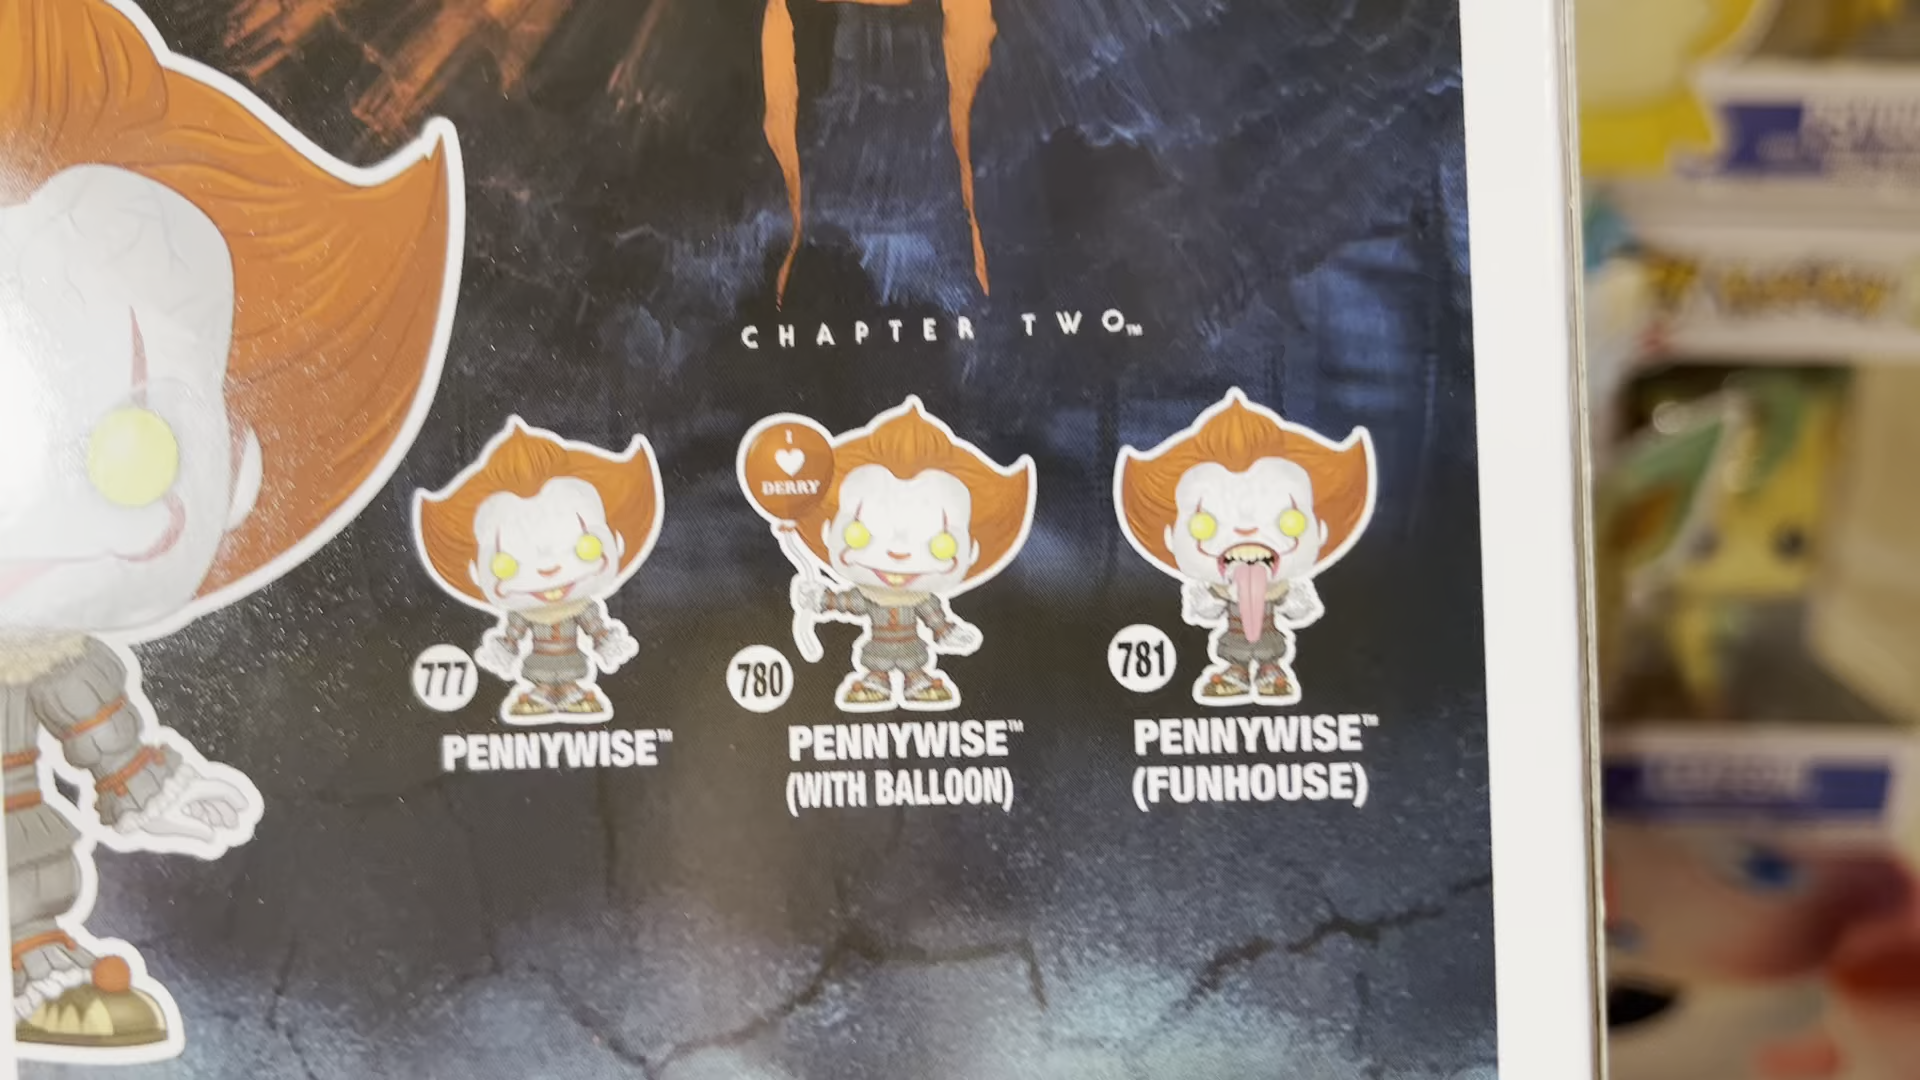 CHAPTER TWO™
I
DERRY
777
780
781
PENNYWISE™
PENNYWISE™
(WITH BALLOON)
PENNYWISE™
(FUNHOUSE)